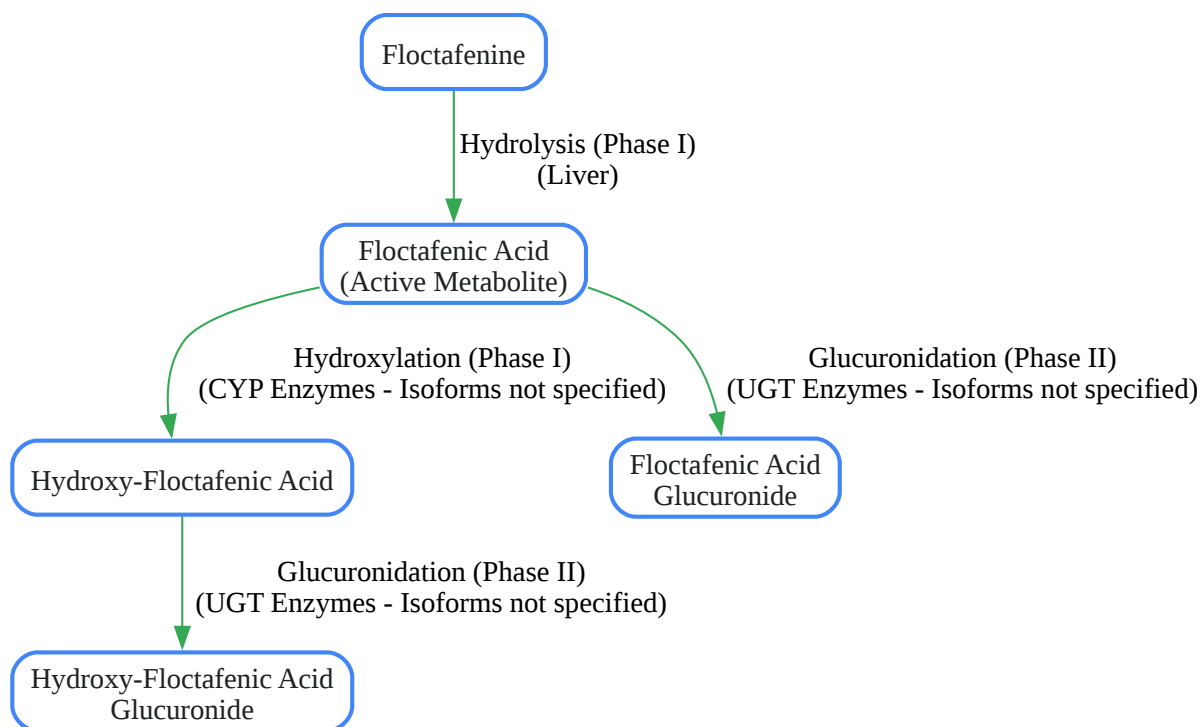 Floctafenine
Hydrolysis (Phase I)
(Liver)
Floctafenic Acid
(Active Metabolite)
Hydroxylation (Phase I)
(CYP Enzymes - Isoforms not specified)
Glucuronidation (Phase II)
(UGT Enzymes - Isoforms not specified)
Hydroxy-Floctafenic Acid
Floctafenic Acid
Glucuronide
Glucuronidation (Phase II)
(UGT Enzymes - Isoforms not specified)
Hydroxy-Floctafenic Acid
Glucuronide